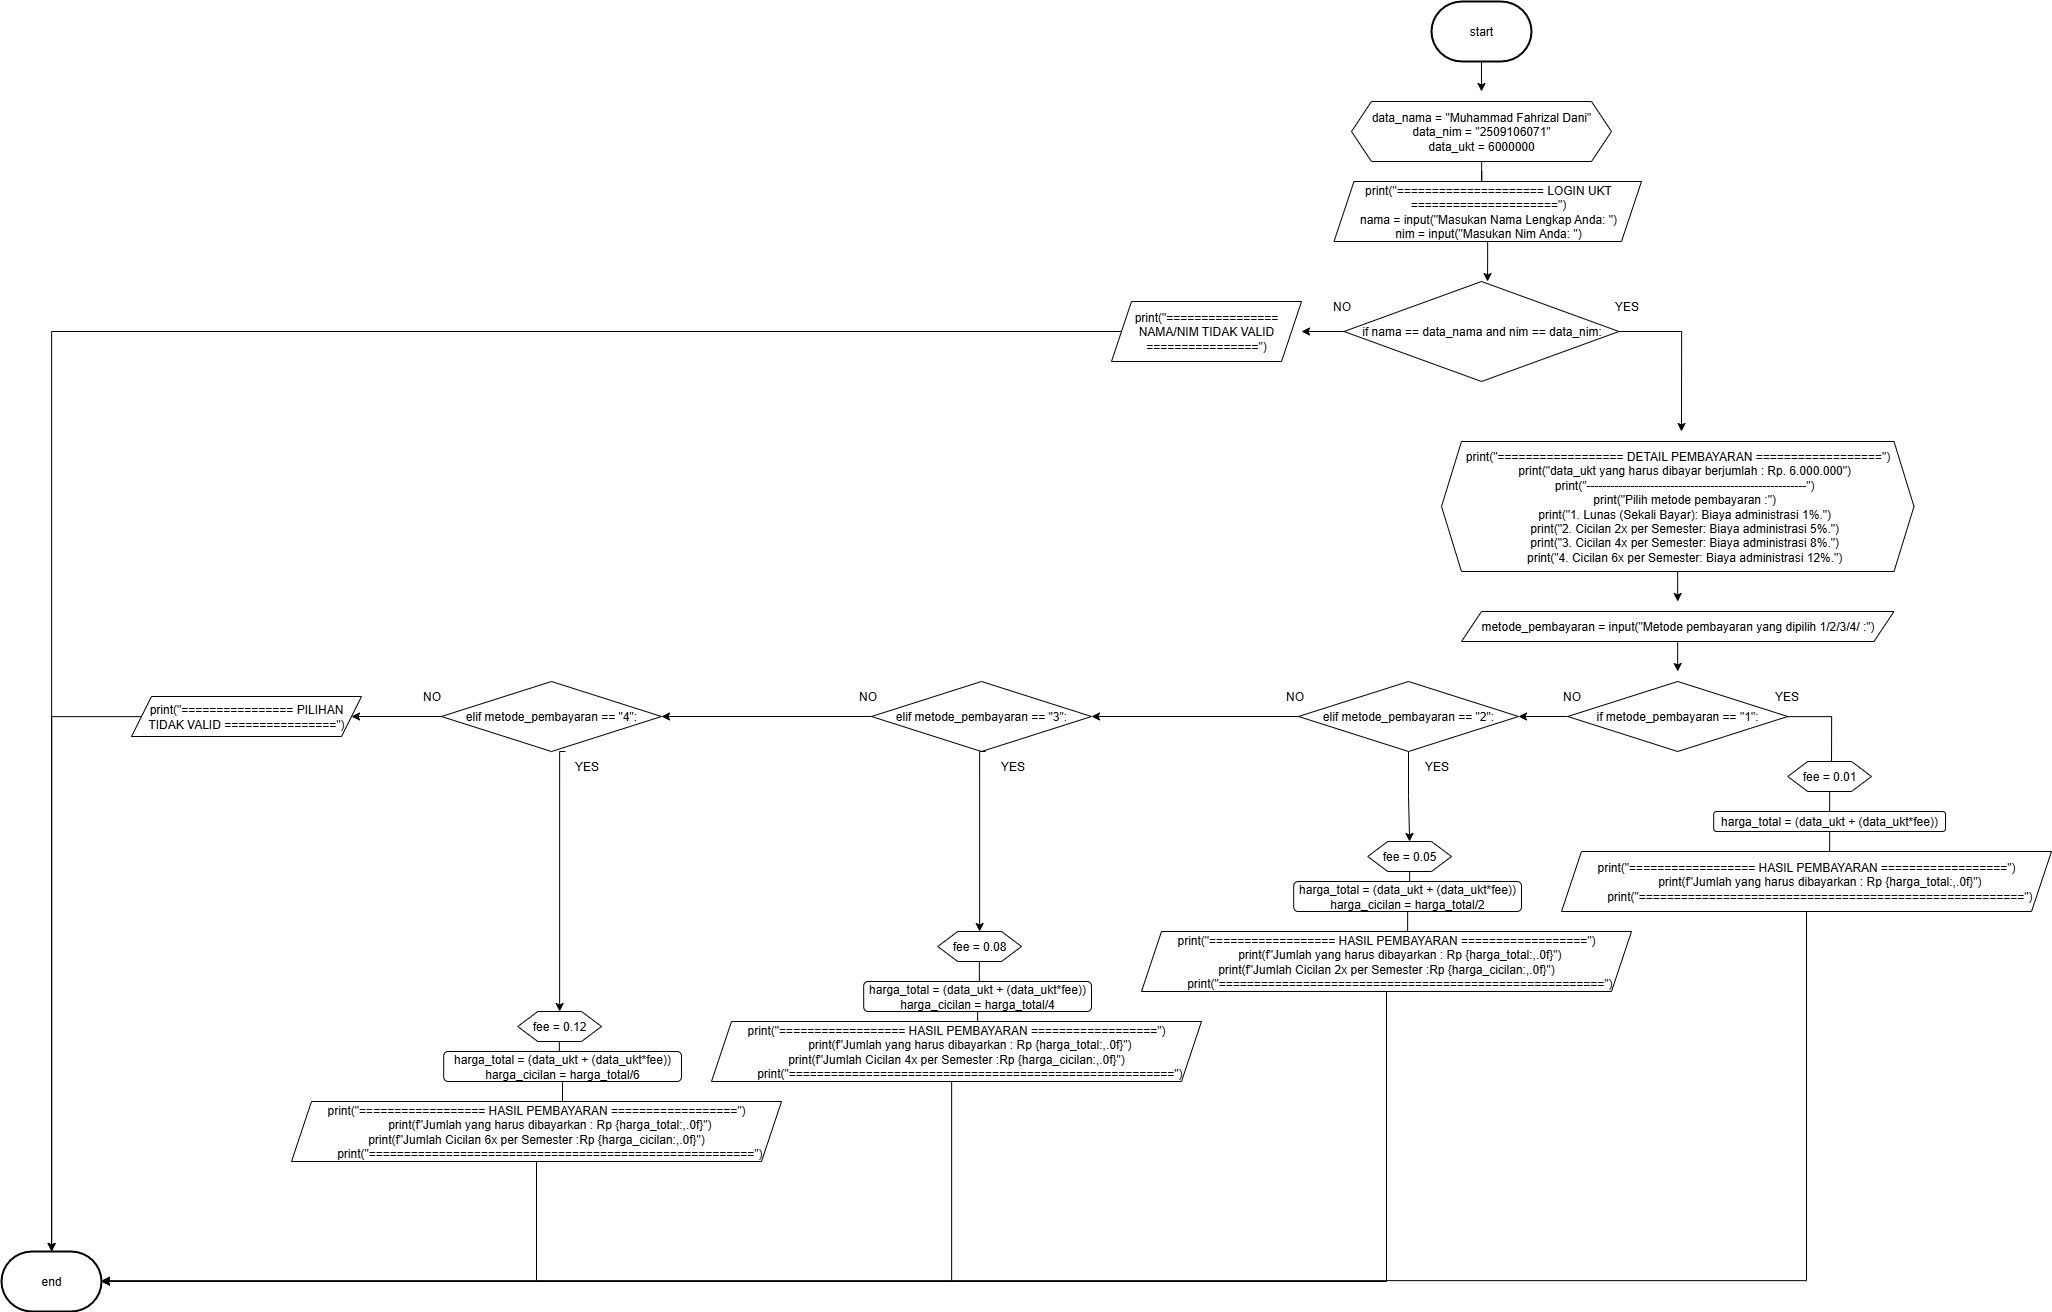 start
data_nama = "Muhammad Fahrizal Dani"
data_nim = "2509106071"
data_ukt = 6000000
print("===================== LOGIN UKT
=====================")
nama = input("Masukan Nama Lengkap Anda: ")
nim = input("Masukan Nim Anda: ")
NO
YES
if nama == data_nama and nim == data_nim:
print("================
NAMA/NIM TIDAK VALID
================")
print("================== DETAIL PEMBAYARAN ==================")
print("data_ukt yang harus dibayar berjumlah : Rp. 6.000.000")
print("-------------------------------------------------------")
print("Pilih metode pembayaran :")
print("1. Lunas (Sekali Bayar): Biaya administrasi 1%.")
print("2. Cicilan 2x per Semester: Biaya administrasi 5%.")
print("3. Cicilan 4x per Semester: Biaya administrasi 8%.")
print("4. Cicilan 6x per Semester: Biaya administrasi 12%.")
metode_pembayaran = input("Metode pembayaran yang dipilih 1/2/3/4/ :")
if metode_pembayaran == "1":
NO
YES
fee = 0.01
harga_total = (data_ukt + (data_ukt*fee))
print("================== HASIL PEMBAYARAN ==================")
print(f"Jumlah yang harus dibayarkan : Rp {harga_total:,.0f}")
print("=======================================================")
elif metode_pembayaran == "2":
NO
YES
fee = 0.05
harga_total = (data_ukt + (data_ukt*fee))
harga_cicilan = harga_total/2
print("================== HASIL PEMBAYARAN ==================")
print(f"Jumlah yang harus dibayarkan : Rp {harga_total:,.0f}")
print(f"Jumlah Cicilan 2x per Semester :Rp {harga_cicilan:,.0f}")
print("=======================================================")
elif metode_pembayaran == "3":
NO
YES
fee = 0.08
harga_total = (data_ukt + (data_ukt*fee))
harga_cicilan = harga_total/4
print("================== HASIL PEMBAYARAN ==================")
print(f"Jumlah yang harus dibayarkan : Rp {harga_total:,.0f}")
print(f"Jumlah Cicilan 4x per Semester :Rp {harga_cicilan:,.0f}")
print("=======================================================")
elif metode_pembayaran == "4":
NO
YES
fee = 0.12
harga_total = (data_ukt + (data_ukt*fee))
harga_cicilan = harga_total/6
print("================== HASIL PEMBAYARAN ==================")
print(f"Jumlah yang harus dibayarkan : Rp {harga_total:,.0f}")
print(f"Jumlah Cicilan 6x per Semester :Rp {harga_cicilan:,.0f}")
print("=======================================================")
print("================ PILIHAN
TIDAK VALID ================")
end